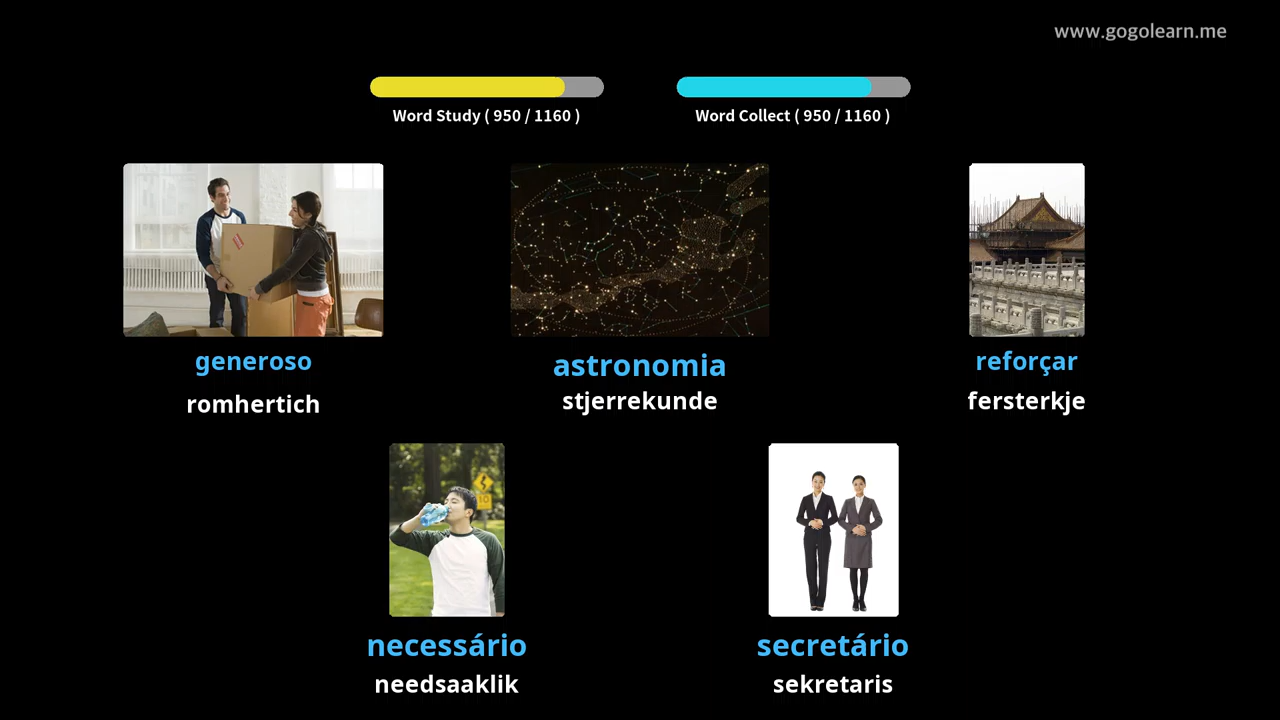 www.gogolearn.me
Word Study ( 950 / 1160 )
Word Collect ( 950 / 1160 )
generoso
romhertich
astronomia
stjerrekunde
reforçar
fersterkje
necessário
needsaaklik
secretário
sekretaris